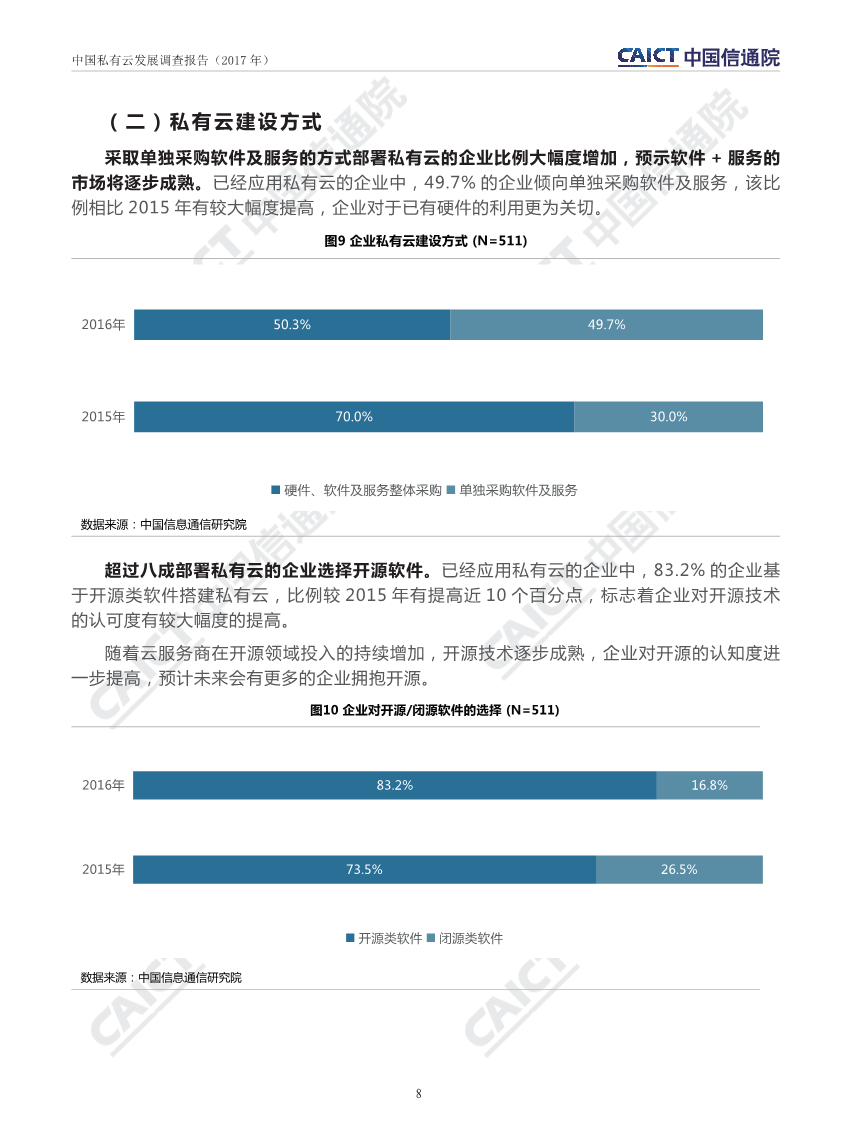 中国私有云发展调查报告（2017 年）
CAICT 中国信通院
（二）私有云建设方式
采取单独采购软件及服务的方式部署私有云的企业比例大幅度增加，预示软件 + 服务的
市场将逐步成熟。已经应用私有云的企业中，49.7% 的企业倾向单独采购软件及服务，该比
例相比 2015 年有较大幅度提高，企业对于已有硬件的利用更为关切。
图9 企业私有云建设方式 (N=511)
2016年 50.3% 49.7%
2015年 70.0% 30.0%
硬件、软件及服务整体采购 单独采购软件及服务
数据来源：中国信息通信研究院
超过八成部署私有云的企业选择开源软件。已经应用私有云的企业中，83.2% 的企业基
于开源类软件搭建私有云，比例较 2015 年有提高近 10 个百分点，标志着企业对开源技术
的认可度有较大幅度的提高。
随着云服务商在开源领域投入的持续增加，开源技术逐步成熟，企业对开源的认知度进
一步提高，预计未来会有更多的企业拥抱开源。
图10 企业对开源/闭源软件的选择 (N=511)
2016年 83.2% 16.8%
2015年 73.5% 26.5%
开源类软件 闭源类软件
数据来源：中国信息通信研究院
8